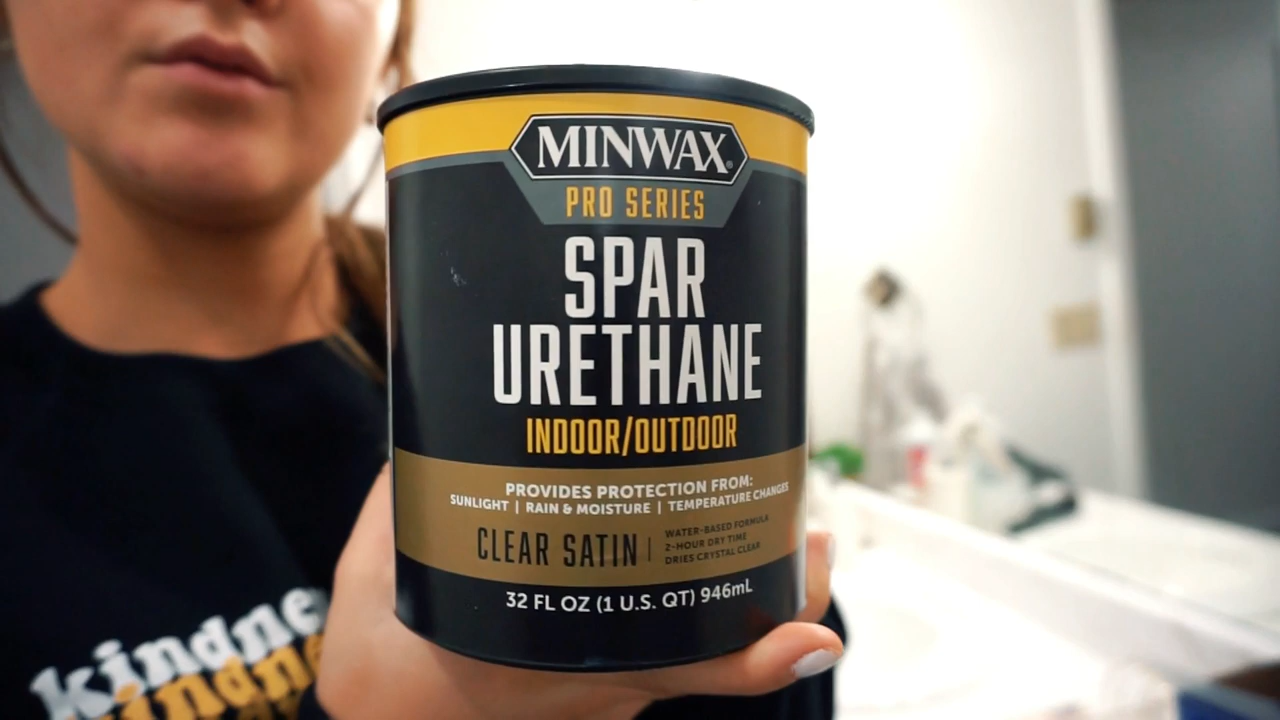 MINWAX®
PRO SERIES
SPAR
URETHANE
INDOOR/OUTDOOR
PROVIDES PROTECTION FROM:
SUNLIGHT | RAIN & MOISTURE | TEMPERATURE CHANGES
CLEAR SATIN
WATER-BASED FORMULA
2-HOUR DRY TIME
DRIES CRYSTAL CLEAR
32 FL OZ (1 U.S. QT) 946mL